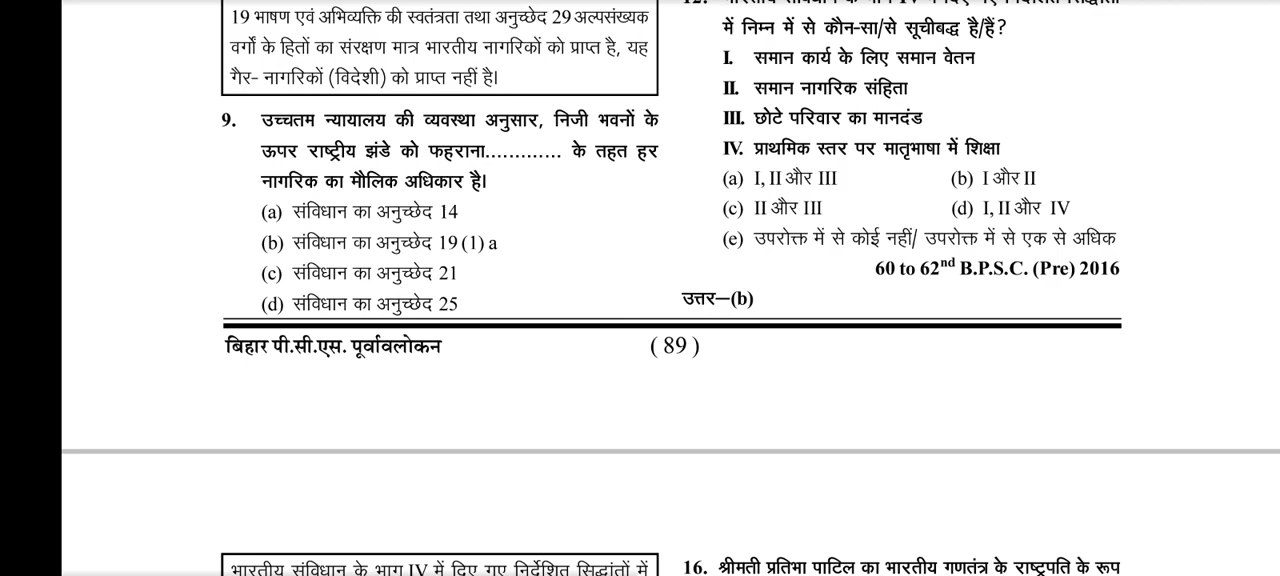 19 भाषण एवं अभिव्यक्ति की स्वतंत्रता तथा अनुच्छेद 29 अल्पसंख्यक
वर्गों के हितों का संरक्षण मात्र भारतीय नागरिकों को प्राप्त है, यह
गैर- नागरिकों (विदेशी) को प्राप्त नहीं है।
9. उच्चतम न्यायालय की व्यवस्था अनुसार, निजी भवनों के
ऊपर राष्ट्रीय झंडे को फहराना............. के तहत हर
नागरिक का मौलिक अधिकार है।
(a) संविधान का अनुच्छेद 14
(b) संविधान का अनुच्छेद 19 (1) a
(c) संविधान का अनुच्छेद 21
(d) संविधान का अनुच्छेद 25
में निम्न में से कौन-सा/से सूचीबद्ध है/हैं?
I. समान कार्य के लिए समान वेतन
II. समान नागरिक संहिता
III. छोटे परिवार का मानदंड
IV. प्राथमिक स्तर पर मातृभाषा में शिक्षा
(a) I, II और III (b) I और II
(c) II और III (d) I, II और IV
(e) उपरोक्त में से कोई नहीं/ उपरोक्त में से एक से अधिक
60 to 62nd B.P.S.C. (Pre) 2016
उत्तर—(b)
बिहार पी.सी.एस. पूर्वावलोकन ( 89 )
भारतीय संविधान के भाग IV में दिए गए निर्देशित सिद्धांतों में
16. श्रीमती प्रतिभा पाटिल का भारतीय गणतंत्र के राष्ट्रपति के रूप